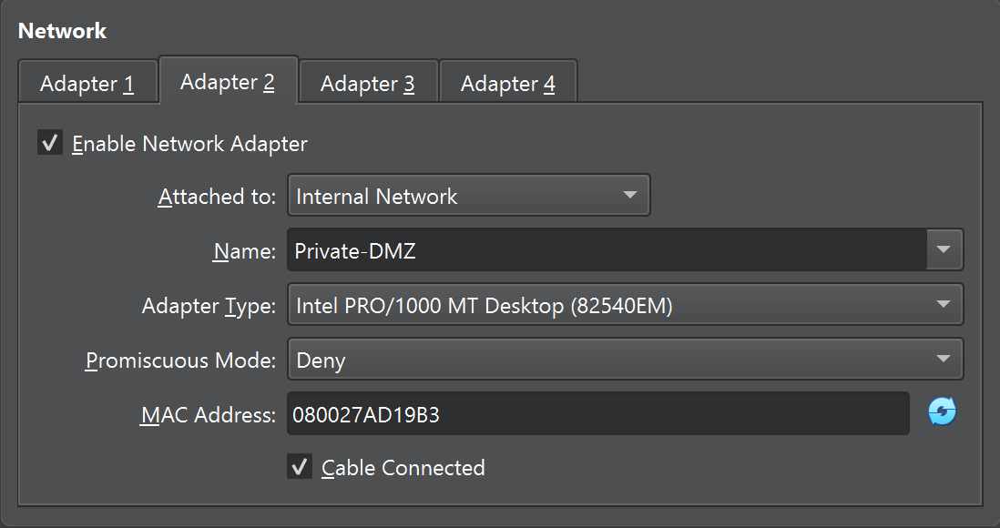 Network
Adapter 1 Adapter 2 Adapter 3 Adapter 4
Enable Network Adapter
Attached to: Internal Network
Name: Private-DMZ
Adapter Type: Intel PRO/1000 MT Desktop (82540EM)
Promiscuous Mode: Deny
MAC Address: 080027AD19B3
Cable Connected